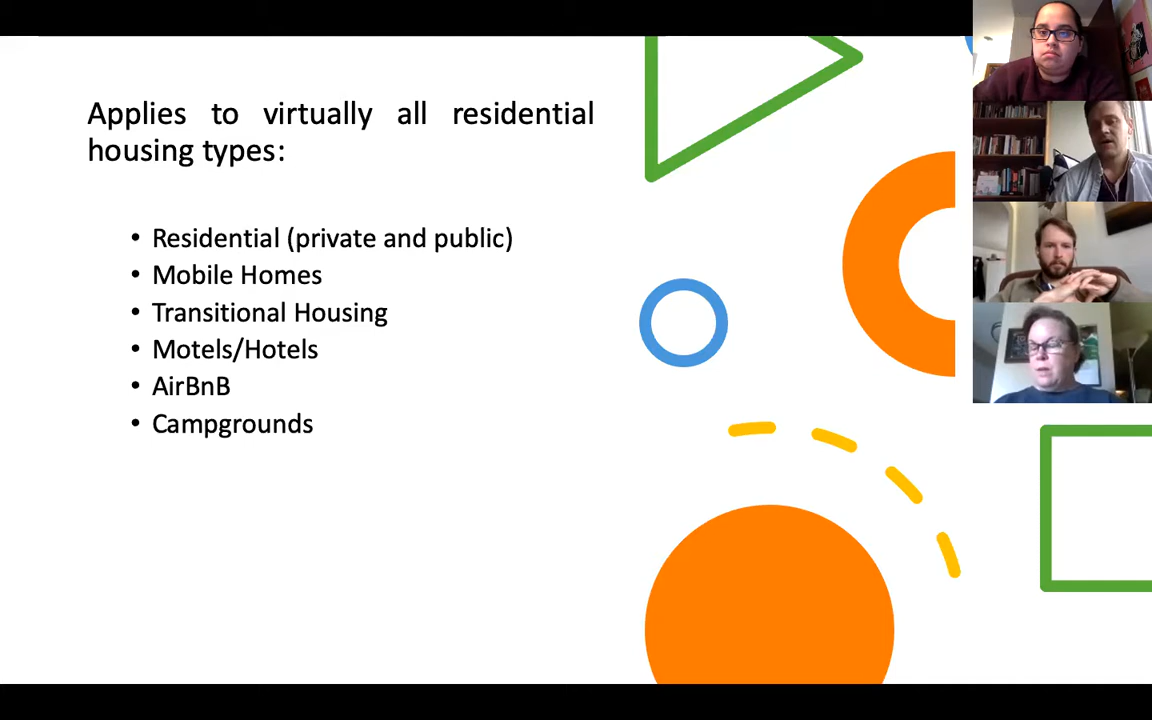 Applies to virtually all residential
housing types:
• Residential (private and public)
• Mobile Homes
• Transitional Housing
• Motels/Hotels
• AirBnB
• Campgrounds